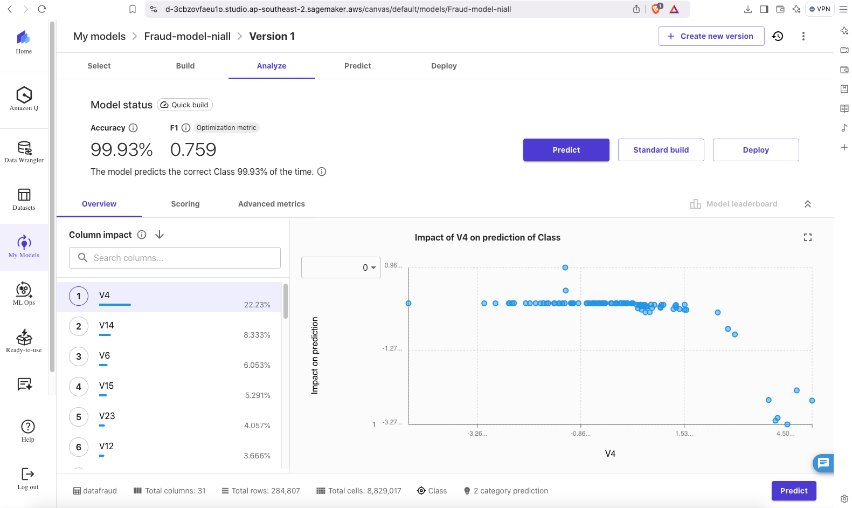 d-3cbzovfaeu1o.studio.ap-southeast-2.sagemaker.aws/canvas/default/models/Fraud-model-niall
VPN
Home
Amazon Q
Data Wrangler
Datasets
My Models
ML Ops
Ready-to-use
Help
Log out
My models > Fraud-model-niall > Version 1
+ Create new version
Select Build Analyze Predict Deploy
Model status Quick build
Accuracy F1 Optimization metric
99.93% 0.759
The model predicts the correct Class 99.93% of the time.
Predict Standard build Deploy
Overview Scoring Advanced metrics Model leaderboard
Column impact
Search columns...
1 V4 22.23%
2 V14 8.333%
3 V6 6.053%
4 V15 5.291%
5 V23 4.057%
6 V12 3.666%
Impact of V4 on prediction of Class
0
0.96...
-1.27...
1 -3.27...
Impact on prediction
-3.26... -0.86... 1.53... 4.50...
V4
datafraud Total columns: 31 Total rows: 284,807 Total cells: 8,829,017 Class 2 category prediction
Predict